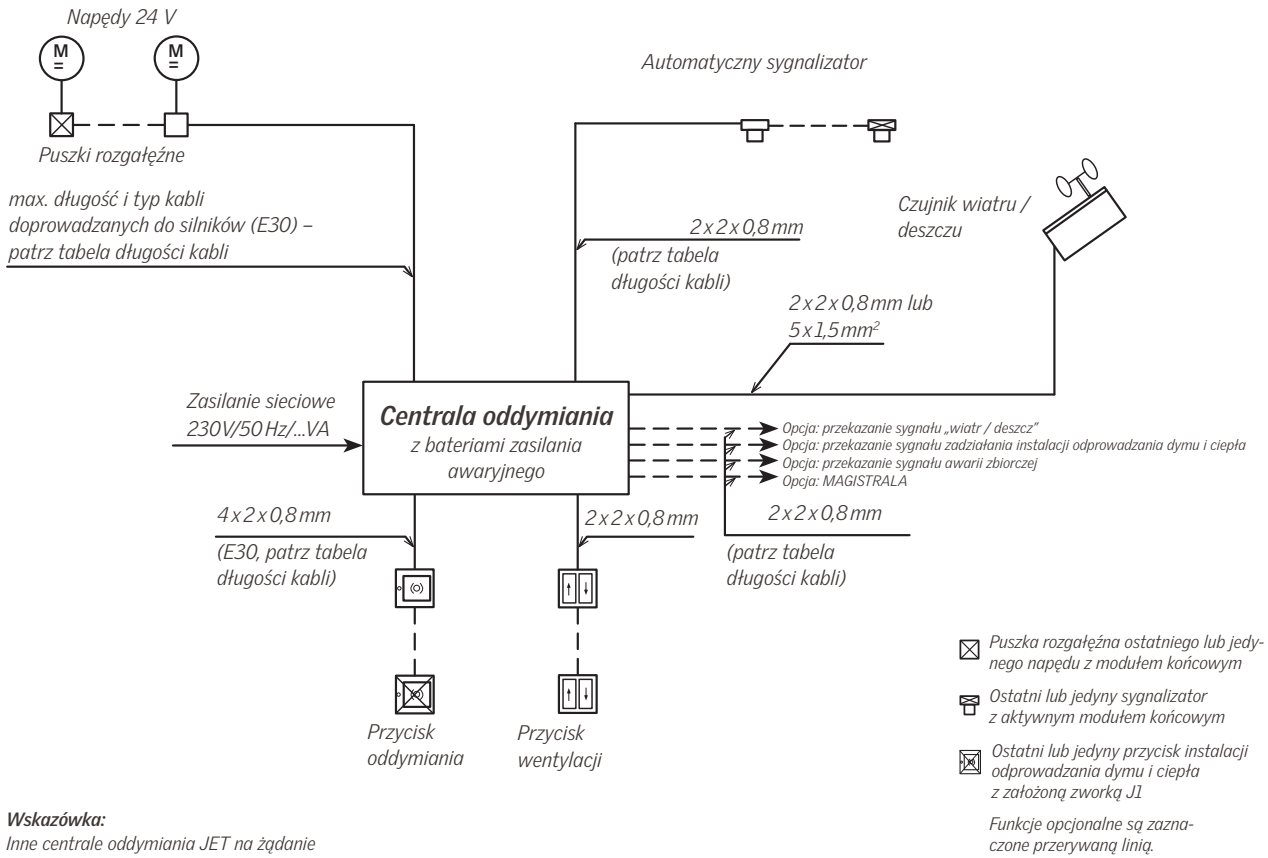 Napędy 24 V
M
=
M
=
Puszki rozgałęźne
max. długość i typ kabli
doprowadzanych do silników (E30) –
patrz tabela długości kabli
Automatyczny sygnalizator
2 x 2 x 0,8 mm
(patrz tabela
długości kabli)
Czujnik wiatru /
deszczu
2 x 2 x 0,8 mm lub
5 x 1,5 mm²
Zasilanie sieciowe
230V/50 Hz/...VA
Centrala oddymiania
z bateriami zasilania
awaryjnego
Opcja: przekazanie sygnału „wiatr / deszcz”
Opcja: przekazanie sygnału zadziałania instalacji odprowadzania dymu i ciepła
Opcja: przekazanie sygnału awarii zbiorczej
Opcja: MAGISTRALA
4 x 2 x 0,8 mm
(E30, patrz tabela
długości kabli)
2 x 2 x 0,8 mm
2 x 2 x 0,8 mm
(patrz tabela
długości kabli)
Przycisk
oddymiania
Przycisk
wentylacji
Puszka rozgałęźna ostatniego lub jedy-
nego napędu z modułem końcowym
Ostatni lub jedyny sygnalizator
z aktywnym modułem końcowym
Ostatni lub jedyny przycisk instalacji
odprowadzania dymu i ciepła
z założoną zworką J1
Funkcje opcjonalne są zazna-
czone przerywaną linią.
Wskazówka:
Inne centrale oddymiania JET na żądanie